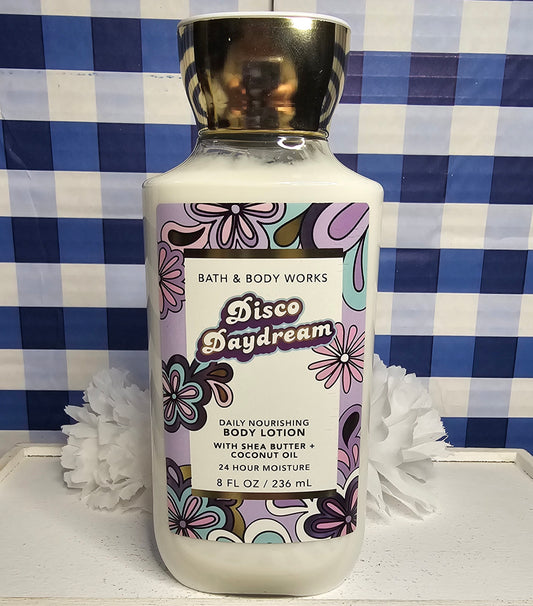 BATH & BODY WORKS
Disco
Daydream
DAILY NOURISHING
BODY LOTION
WITH SHEA BUTTER +
COCONUT OIL
24 HOUR MOISTURE
8 FL OZ / 236 mL